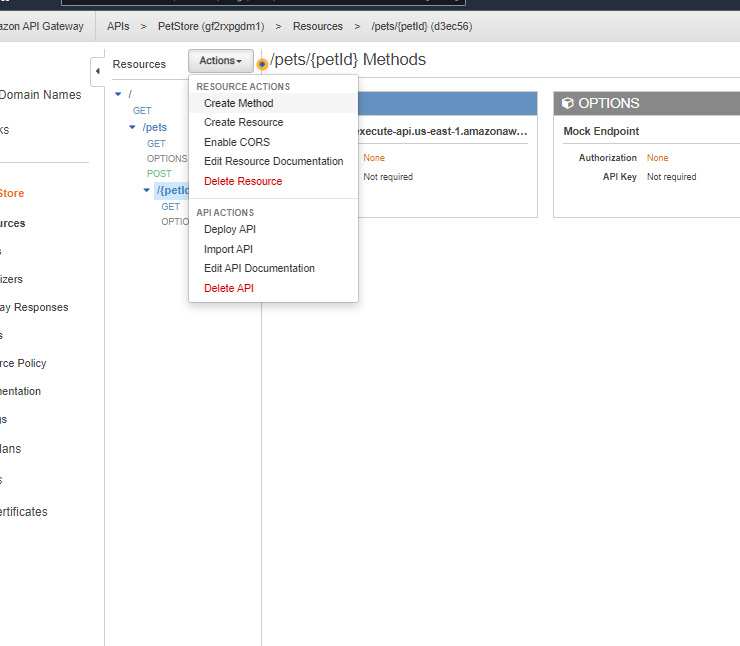 azon API Gateway APIs > PetStore (gf2rxpgdm1) > Resources > /pets/{petId} (d3ec56)
Resources
Actions
/pets/{petId} Methods
Domain Names
ks
Store
urces
s
izers
ay Responses
s
rce Policy
nentation
gs
lans
s
ertificates
/
GET
/pets
GET
OPTIONS
POST
/{petId
GET
OPTIO
RESOURCE ACTIONS
Create Method
Create Resource
Enable CORS
Edit Resource Documentation
Delete Resource
API ACTIONS
Deploy API
Import API
Edit API Documentation
Delete API
execute-api.us-east-1.amazonaw…
None
Not required
OPTIONS
Mock Endpoint
Authorization None
API Key Not required